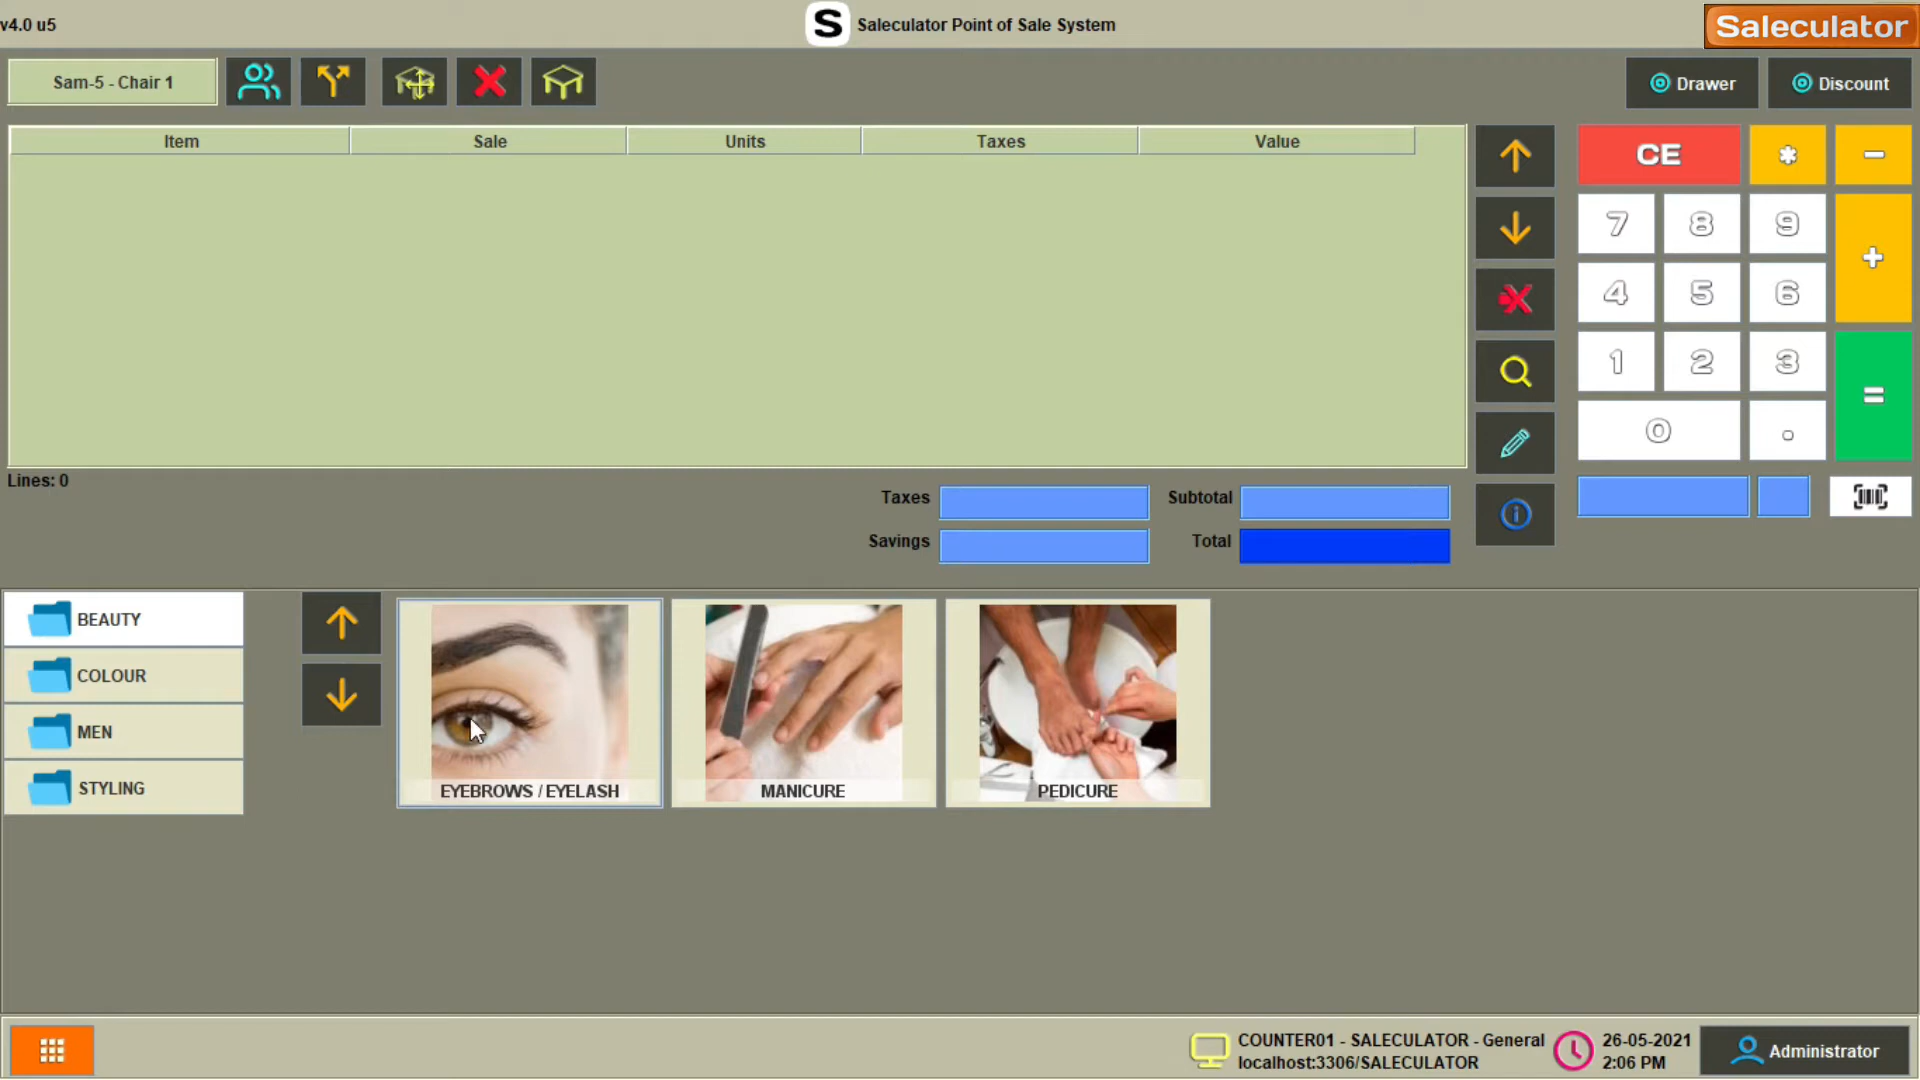 v4.0 u5
S Saleculator Point of Sale System
Saleculator
Sam-5 - Chair 1
Drawer
Discount
Item Sale Units Taxes Value
CE * -
7 8 9 +
4 5 6
1 2 3 =
0 .
Lines: 0
Taxes Subtotal
Savings Total
BEAUTY
COLOUR
MEN
STYLING
EYEBROWS / EYELASH
MANICURE
PEDICURE
COUNTER01 - SALECULATOR - General
localhost:3306/SALECULATOR
26-05-2021
2:06 PM
Administrator